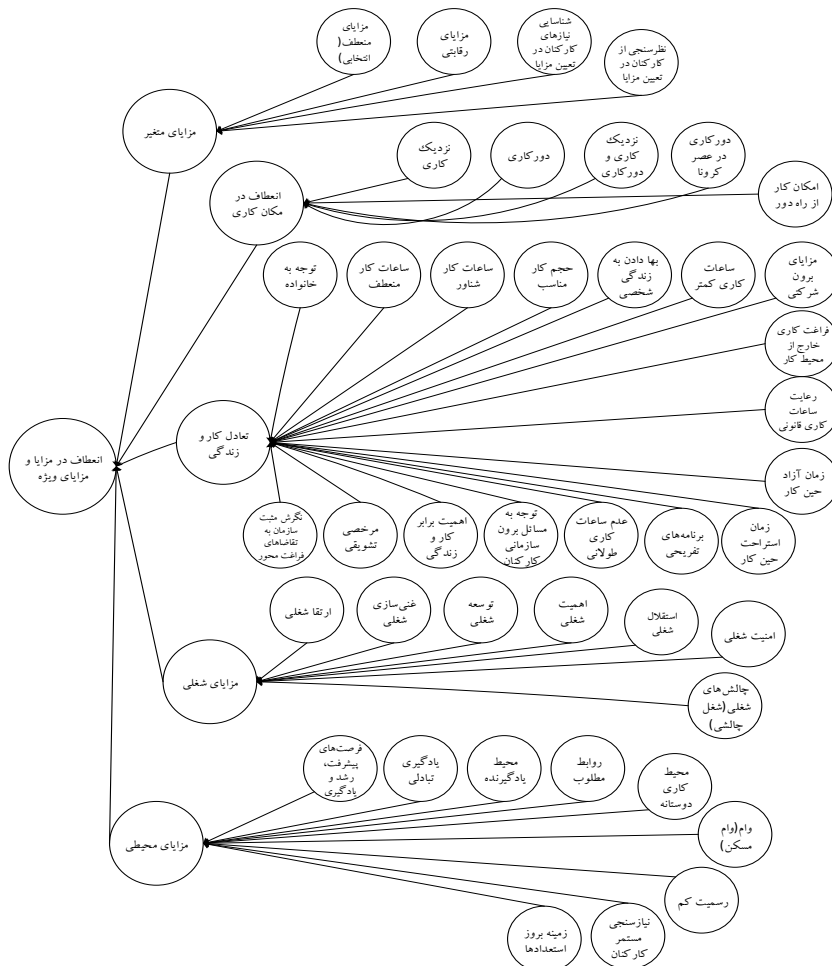 مزایای
منعطف(
انتخابی)
مزایای
رقابتی
شناسایی
نیازهای
کارکنان در
تعیین مزایا
نظرسنجی از
کارکنان در
تعیین مزایا
مزایای متغیر
نزدیک
کاری
دورکاری
نزدیک
کاری و
دورکاری
دورکاری
در عصر
کرونا
امکان کار
از راه دور
انعطاف در
مکان کاری
توجه به
خانواده
ساعات کار
منعطف
ساعات کار
شناور
حجم کار
مناسب
بها دادن به
زندگی
شخصی
ساعات
کاری کمتر
مزایای
برون
شرکتی
فراغت کاری
خارج از
محیط کار
رعایت
ساعات
کاری قانونی
زمان آزاد
حین کار
تعادل کار و
زندگی
انعطاف در مزایا و
مزایای ویژه
نگرش مثبت
سازمان به
تقاضاهای
فراغت محور
مرخصی
تشویقی
اهمیت برابر
کار و
زندگی
توجه به
مسائل برون
سازمانی
کارکنان
عدم ساعات
کاری
طولانی
برنامه‌های
تفریحی
زمان
استراحت
حین کار
ارتقا شغلی
غنی‌سازی
شغلی
توسعه
شغلی
اهمیت
شغلی
استقلال
شغلی
امنیت شغلی
چالش‌های
شغلی(شغل
چالشی)
مزایای شغلی
فرصت‌های
پیشرفت،
رشد و
یادگیری
یادگیری
تبادلی
محیط
یادگیرنده
روابط
مطلوب
محیط
کاری
دوستانه
وام(وام
مسکن)
رسمیت کم
نیازسنجی
مستمر
کارکنان
زمینه بروز
استعدادها
مزایای محیطی